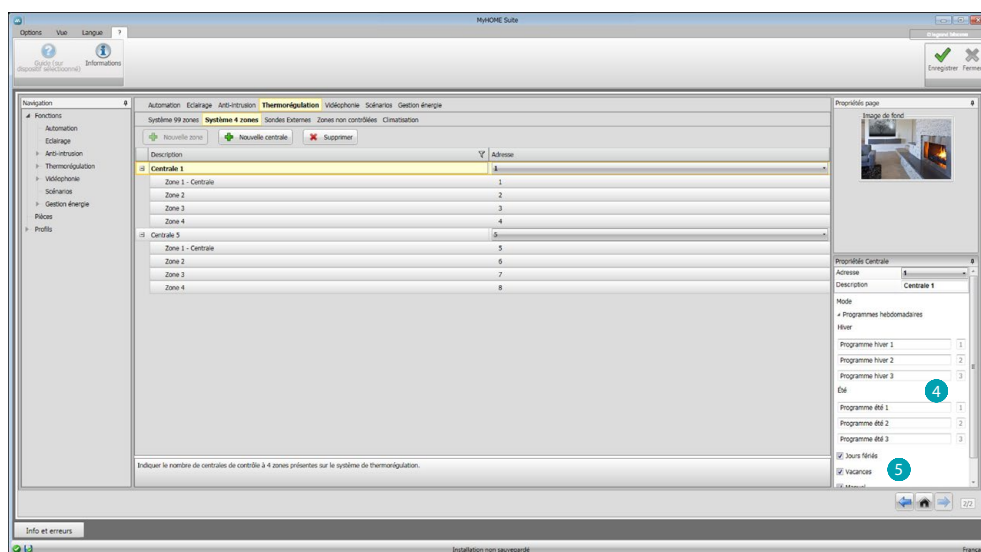 MyHOME Suite
Options Vue Langue ?
Guide (sur dispositif sélectionné)
Informations
Enregistrer Fermer
Navigation
Fonctions
Automation
Eclairage
Anti-intrusion
Thermorégulation
Vidéophonie
Scénarios
Gestion énergie
Pièces
Profils
Automation Eclairage Anti-intrusion Thermorégulation Vidéophonie Scénarios Gestion énergie
Système 99 zones Système 4 zones Sondes Externes Zones non contrôlées Climatisation
Nouvelle zone Nouvelle centrale Supprimer
Description Adresse
Centrale 1 1
Zone 1 - Centrale 1
Zone 2 2
Zone 3 3
Zone 4 4
Centrale 5 5
Zone 1 - Centrale 5
Zone 2 6
Zone 3 7
Zone 4 8
Indiquer le nombre de centrales de contrôle à 4 zones présentes sur le système de thermorégulation.
Propriétés page
Image de fond
Propriétés Centrale
Adresse 1
Description Centrale 1
Mode
Programmes hebdomadaires
Hiver
Programme hiver 1 1
Programme hiver 2 2
Programme hiver 3 3
Été
4
Programme été 1 1
Programme été 2 2
Programme été 3 3
Jours fériés
Vacances
5
Manuel
2/2
Info et erreurs
Installation non sauvegardé